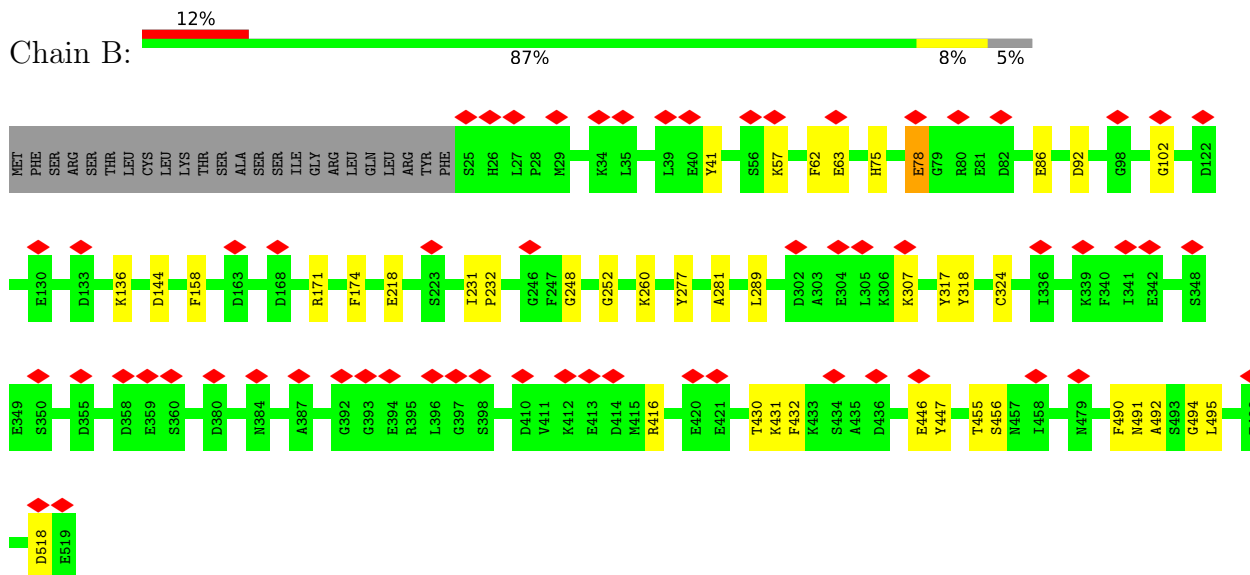 12%
Chain B:
87% 8% 5%
MET PHE SER ARG SER THR LEU CYS LEU LYS THR SER ALA SER SER ILE GLY ARG LEU GLN LEU ARG TYR PHE S25 H26 L27 P28 M29 K34 L35 L39 E40 Y41 S56 K57 F62 E63 H75 E78 G79 R80 E81 D82 E86 D92 G98 G102 D122
E130 D133 K136 D144 F158 D163 D168 R171 F174 E218 S223 I231 P232 G246 F247 G248 G252 K260 Y277 A281 L289 D302 A303 E304 L305 K306 K307 Y317 Y318 C324 I336 K339 F340 I341 E342 S348
E349 S350 D355 D358 E359 S360 D380 N384 A387 G392 G393 E394 R395 L396 G397 S398 D410 V411 K412 E413 D414 M415 R416 E420 E421 T430 K431 F432 K433 S434 A435 D436 E446 Y447 T455 S456 N457 I458 N479 F490 N491 A492 S493 G494 L495
D518 E519